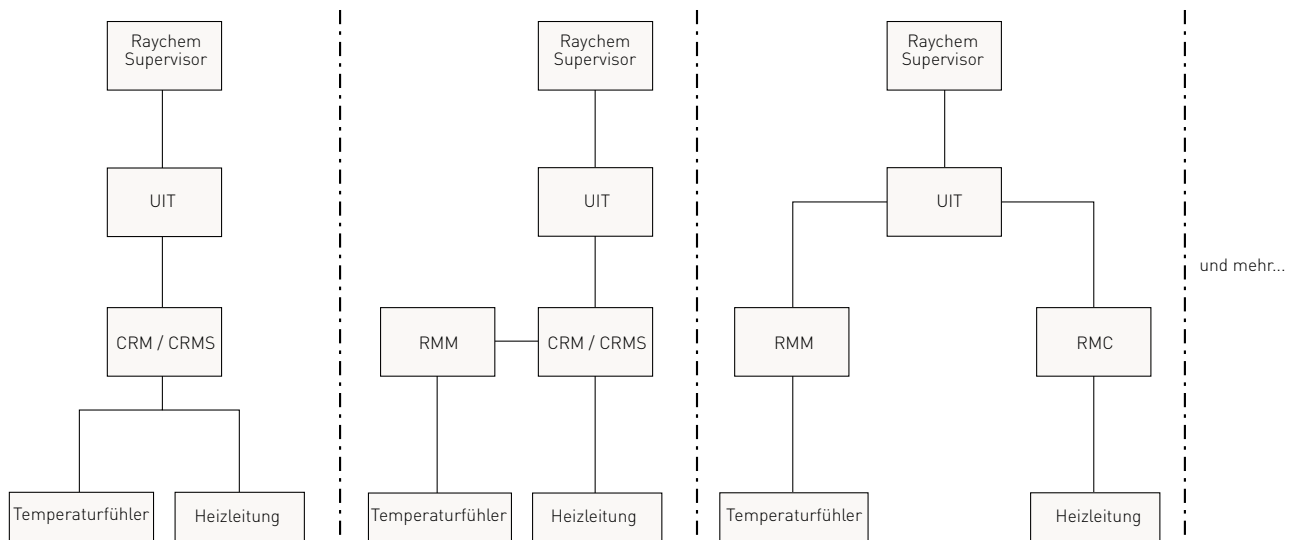 Raychem
Supervisor
UIT
CRM / CRMS
Temperaturfühler
Heizleitung
Raychem
Supervisor
UIT
RMM
CRM / CRMS
Temperaturfühler
Heizleitung
Raychem
Supervisor
UIT
RMM
RMC
Temperaturfühler
Heizleitung
und mehr...